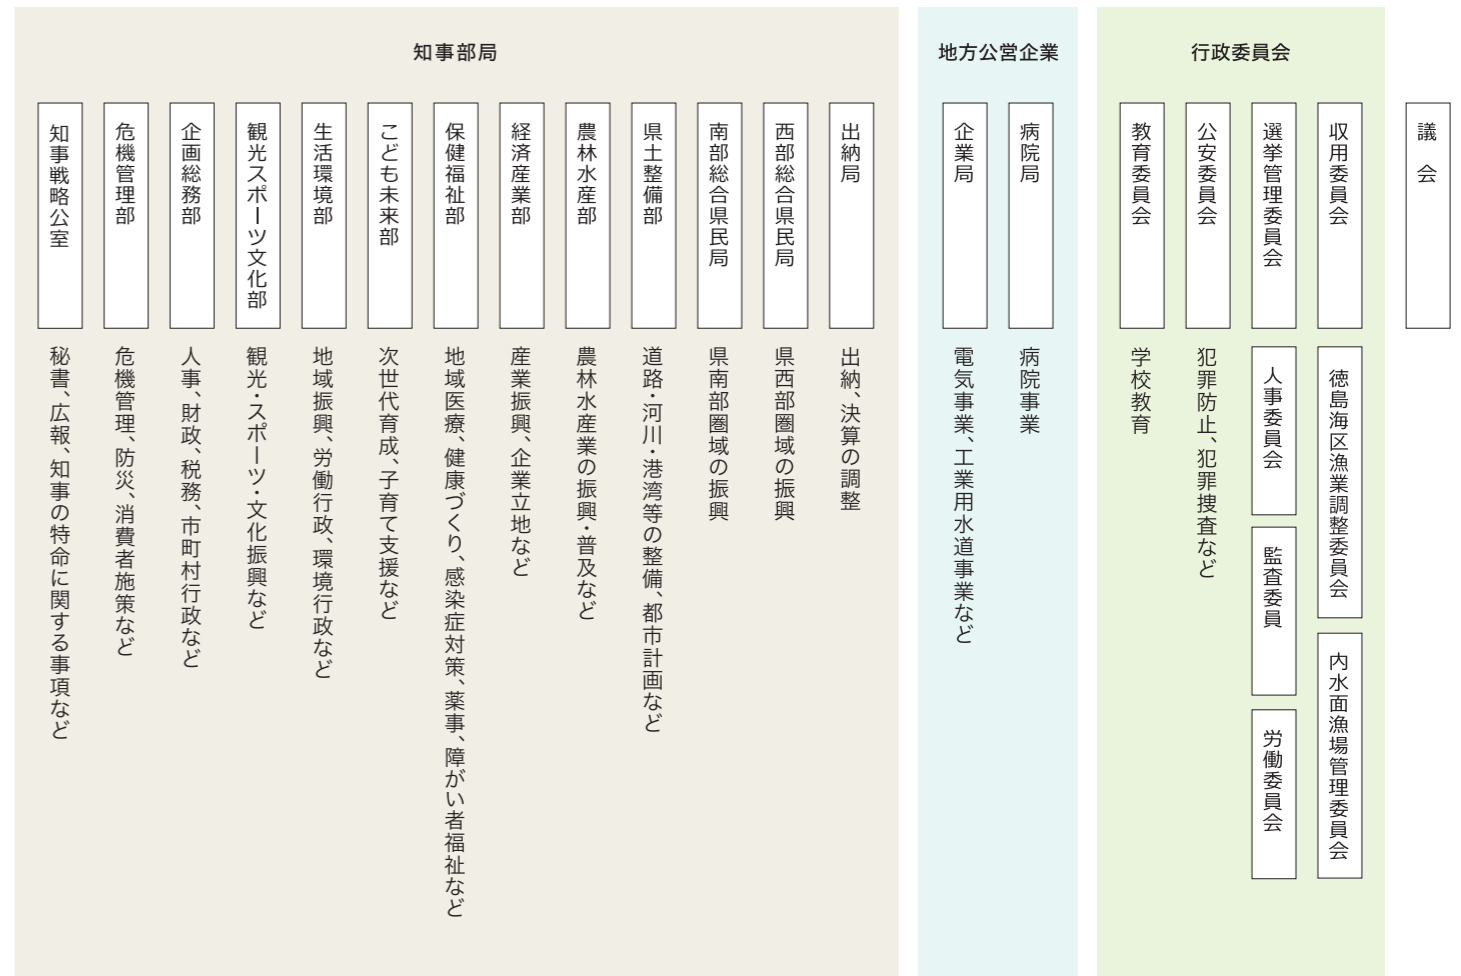 知事部局
知事戦略公室
秘書、広報、知事の特命に関する事項など
危機管理部
危機管理、防災、消費者施策など
企画総務部
人事、財政、税務、市町村行政など
観光スポーツ文化部
観光・スポーツ・文化振興など
生活環境部
地域振興、労働行政、環境行政など
こども未来部
次世代育成、子育て支援など
保健福祉部
地域医療、健康づくり、感染症対策、薬事、障がい者福祉など
経済産業部
産業振興、企業立地など
農林水産部
農林水産業の振興・普及など
県土整備部
道路・河川・港湾等の整備、都市計画など
南部総合県民局
県南部圏域の振興
西部総合県民局
県西部圏域の振興
出納局
出納、決算の調整
地方公営企業
企業局
電気事業、工業用水道事業など
病院局
病院事業
行政委員会
教育委員会
学校教育
公安委員会
犯罪防止、犯罪捜査など
選挙管理委員会
人事委員会
監査委員
労働委員会
収用委員会
徳島海区漁業調整委員会
内水面漁場管理委員会
議　会